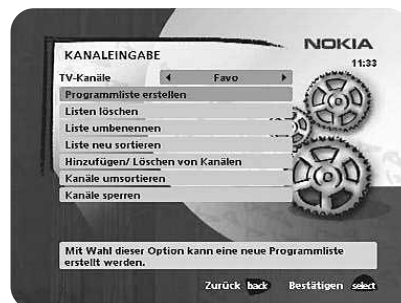 NOKIA
KANALEINGABE
11:33
TV-Kanäle Favo
Programmliste erstellen
Listen löschen
Liste umbenennen
Liste neu sortieren
Hinzufügen/ Löschen von Kanälen
Kanäle umsortieren
Kanäle sperren
Mit Wahl dieser Option kann eine neue Programmliste
erstellt werden.
Zurück back Bestätigen select